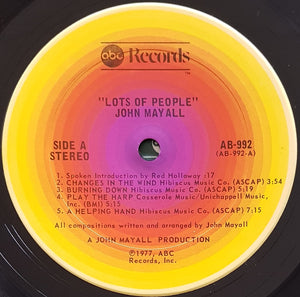 abc Records
TM
"LOTS OF PEOPLE"
JOHN MAYALL
SIDE A
STEREO
AB-992
(AB-992-A)
1. Spoken Introduction by Red Holloway :17
2. CHANGES IN THE WIND Hibiscus Music Co. (ASCAP) 3:54
3. BURNING DOWN Hibiscus Music Co. (ASCAP) 7:15
4. PLAY THE HARP Casserole Music/Unichappell Music, Inc. (BMI) 5:15
5. A HELPING HAND Hibiscus Music Co. (ASCAP) 5:15
All compositions written and arranged by John Mayall
A JOHN MAYALL PRODUCTION
©1977, ABC
Records, Inc.